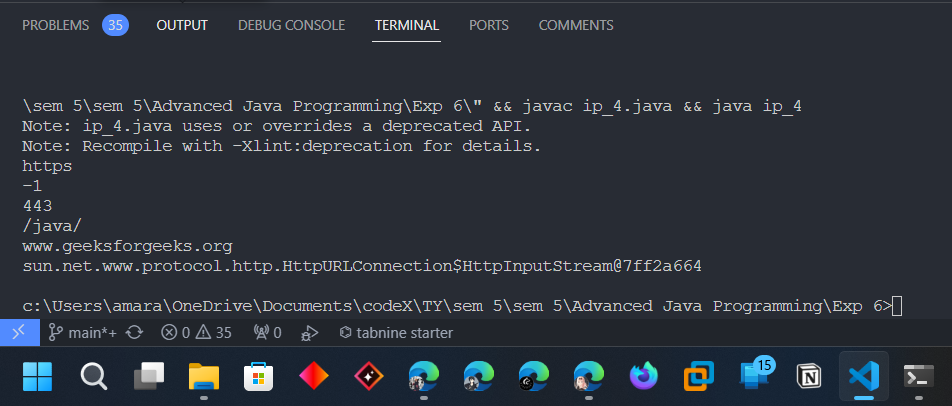 PROBLEMS 35 OUTPUT DEBUG CONSOLE TERMINAL PORTS COMMENTS
\sem 5\sem 5\Advanced Java Programming\Exp 6\" && javac ip_4.java && java ip_4
Note: ip_4.java uses or overrides a deprecated API.
Note: Recompile with -Xlint:deprecation for details.
https
-1
443
/java/
www.geeksforgeeks.org
sun.net.www.protocol.http.HttpURLConnection$HttpInputStream@7ff2a664
c:\Users\amara\OneDrive\Documents\codeX\TY\sem 5\sem 5\Advanced Java Programming\Exp 6>
main*+ 0 35 0 tabnine starter
15